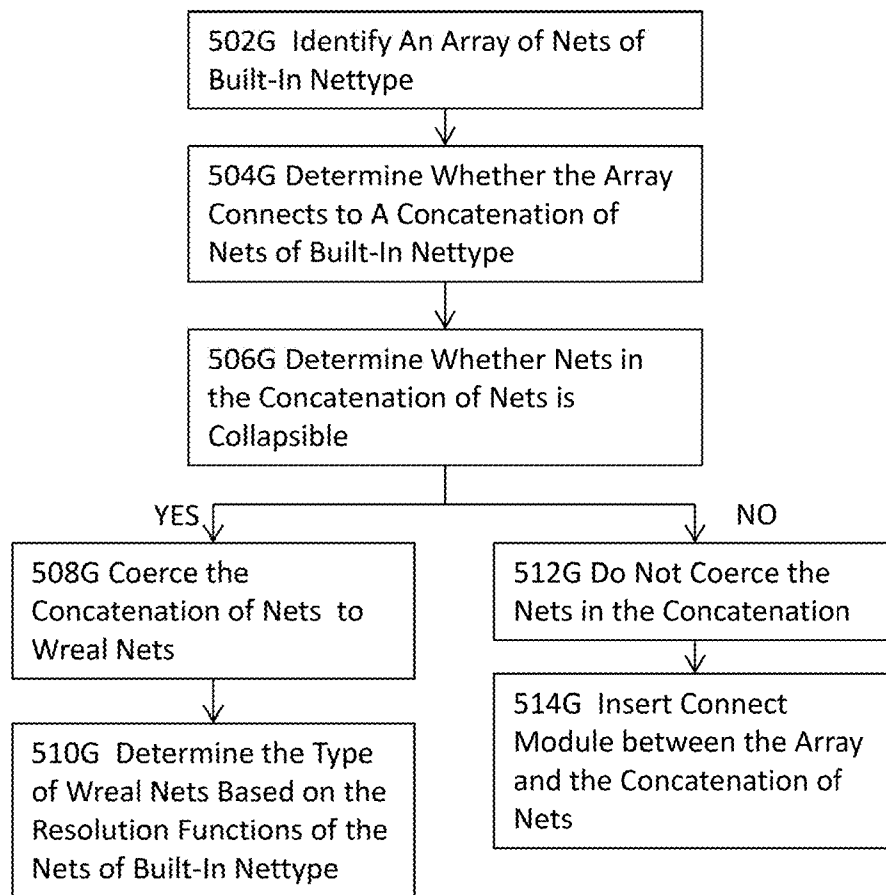 502G Identify An Array of Nets of
Built-In Nettype
504G Determine Whether the Array
Connects to A Concatenation of
Nets of Built-In Nettype
506G Determine Whether Nets in
the Concatenation of Nets is
Collapsible
YES
NO
508G Coerce the
Concatenation of Nets to
Wreal Nets
512G Do Not Coerce the
Nets in the Concatenation
510G Determine the Type
of Wreal Nets Based on the
Resolution Functions of the
Nets of Built-In Nettype
514G Insert Connect
Module between the Array
and the Concatenation of
Nets